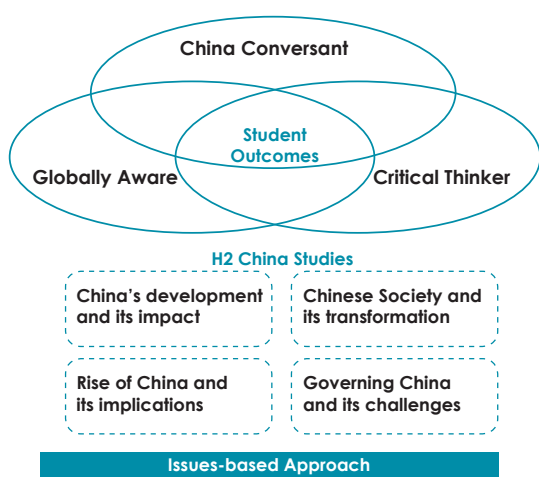 China Conversant
Student
Outcomes
Globally Aware
Critical Thinker
H2 China Studies
China’s development
and its impact
Chinese Society and
its transformation
Rise of China and
its implications
Governing China
and its challenges
Issues-based Approach